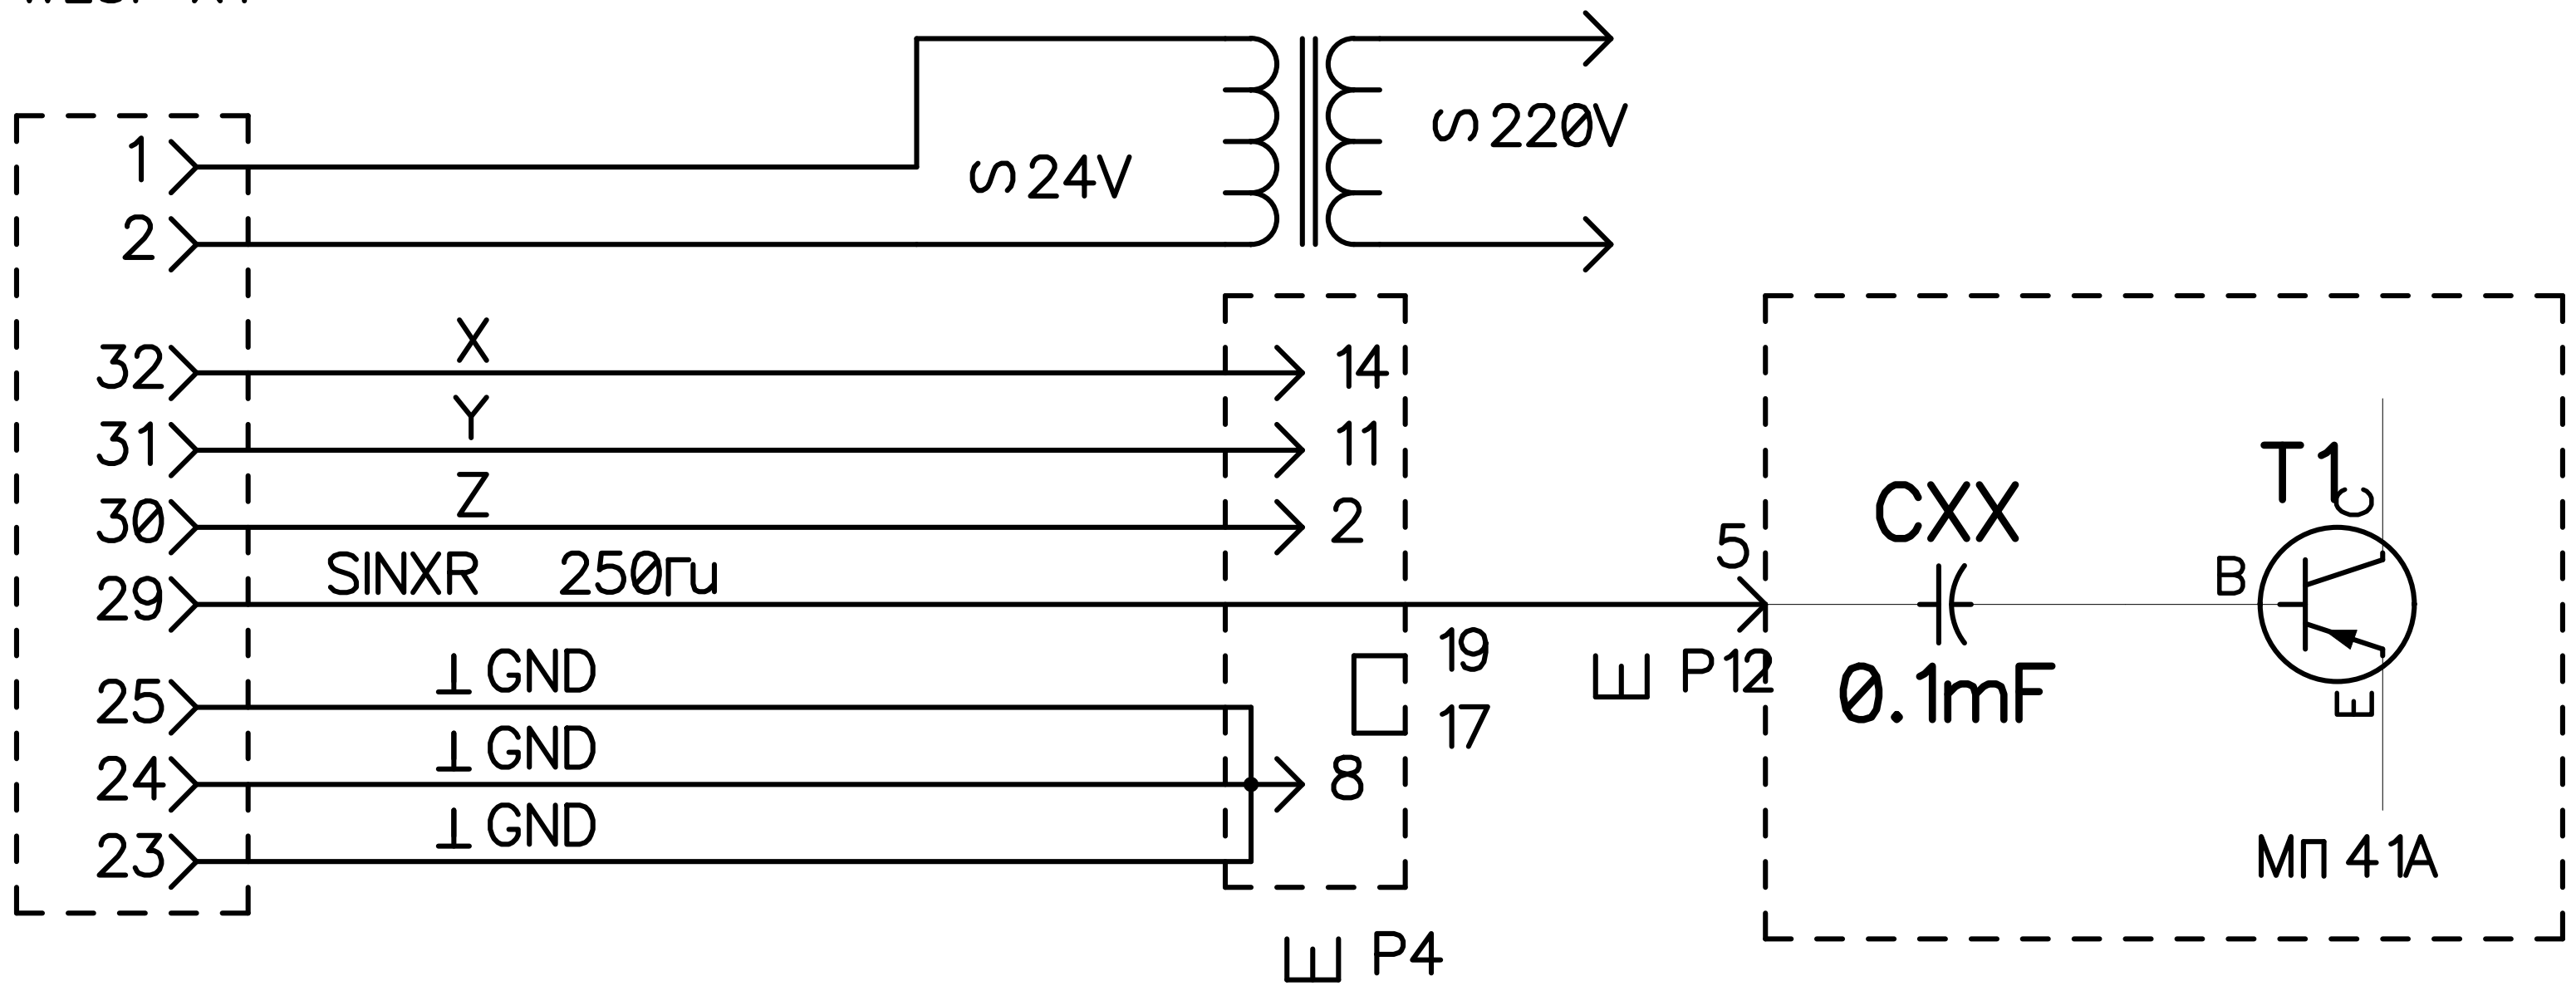 1
2
∽ 24V
∽ 220V
32 X 14
31 Y 11
30 Z 2
29 SINXR 250гц
5
CXX
0.1mF
T1
C
B
E
Мп 41А
25 ⊥ GND
24 ⊥ GND
23 ⊥ GND
19
17
8
Ш P12
Ш P4